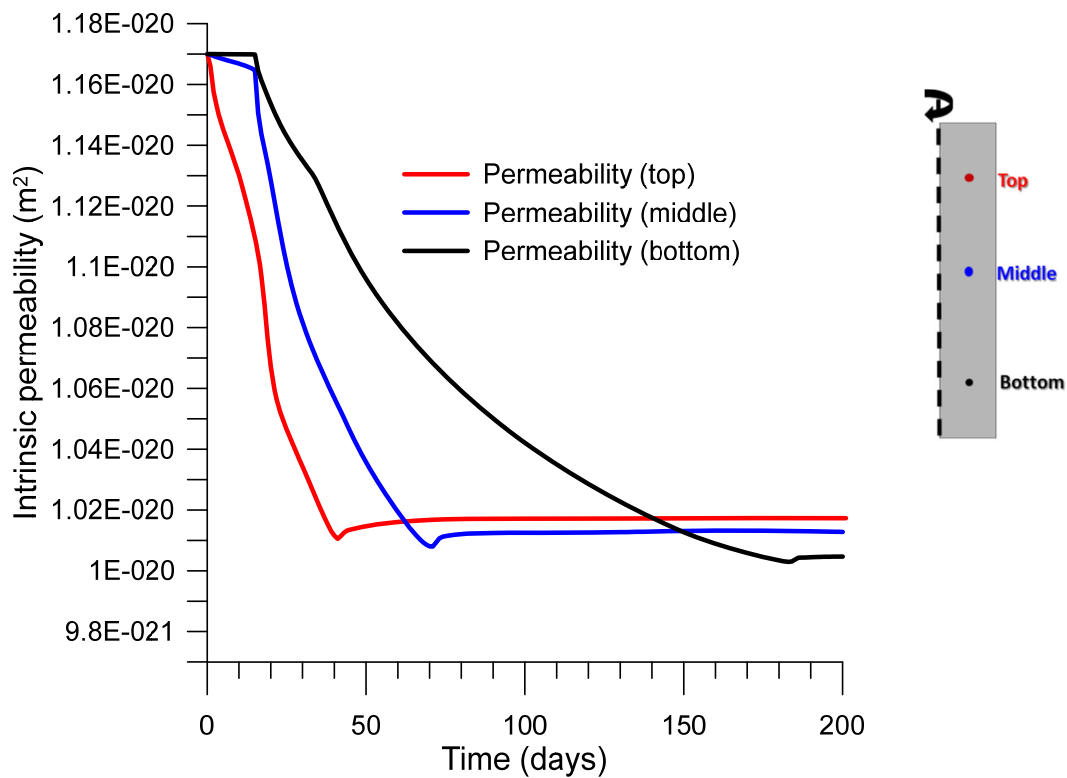 1.18E-020
1.16E-020
1.14E-020
1.12E-020
1.1E-020
1.08E-020
1.06E-020
1.04E-020
1.02E-020
1E-020
9.8E-021
Intrinsic permeability (m²)
0 50 100 150 200
Time (days)
Permeability (top)
Permeability (middle)
Permeability (bottom)
Top
Middle
Bottom